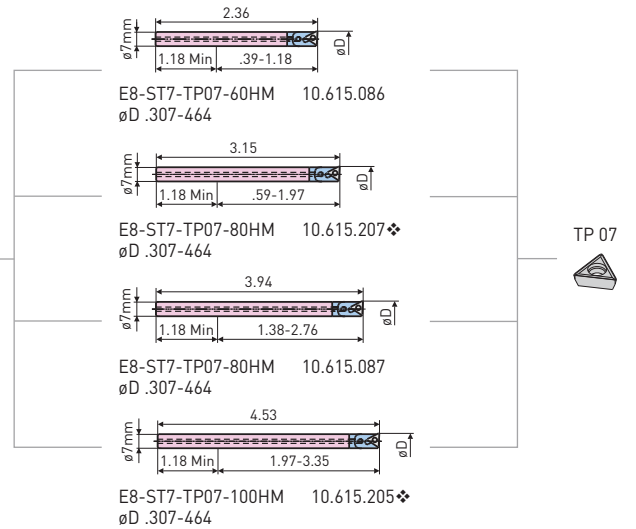 2.36
ø7mm
øD
1.18 Min
.39-1.18
E8-ST7-TP07-60HM 10.615.086
øD .307-464
3.15
ø7mm
øD
1.18 Min
.59-1.97
E8-ST7-TP07-80HM 10.615.207❖
øD .307-464
TP 07
3.94
ø7mm
øD
1.18 Min
1.38-2.76
E8-ST7-TP07-80HM 10.615.087
øD .307-464
4.53
ø7mm
øD
1.18 Min
1.97-3.35
E8-ST7-TP07-100HM 10.615.205❖
øD .307-464